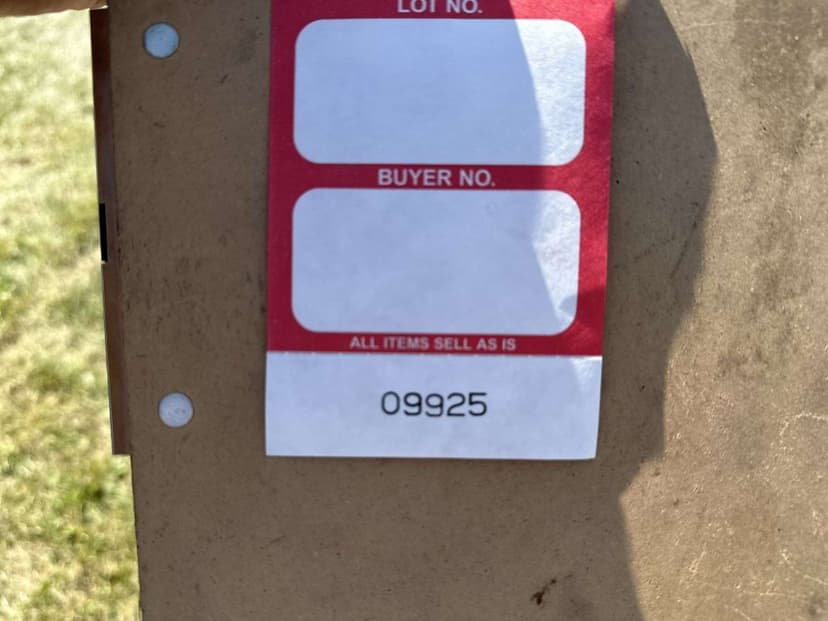 LOT NO.
BUYER NO.
ALL ITEMS SELL AS IS
09925